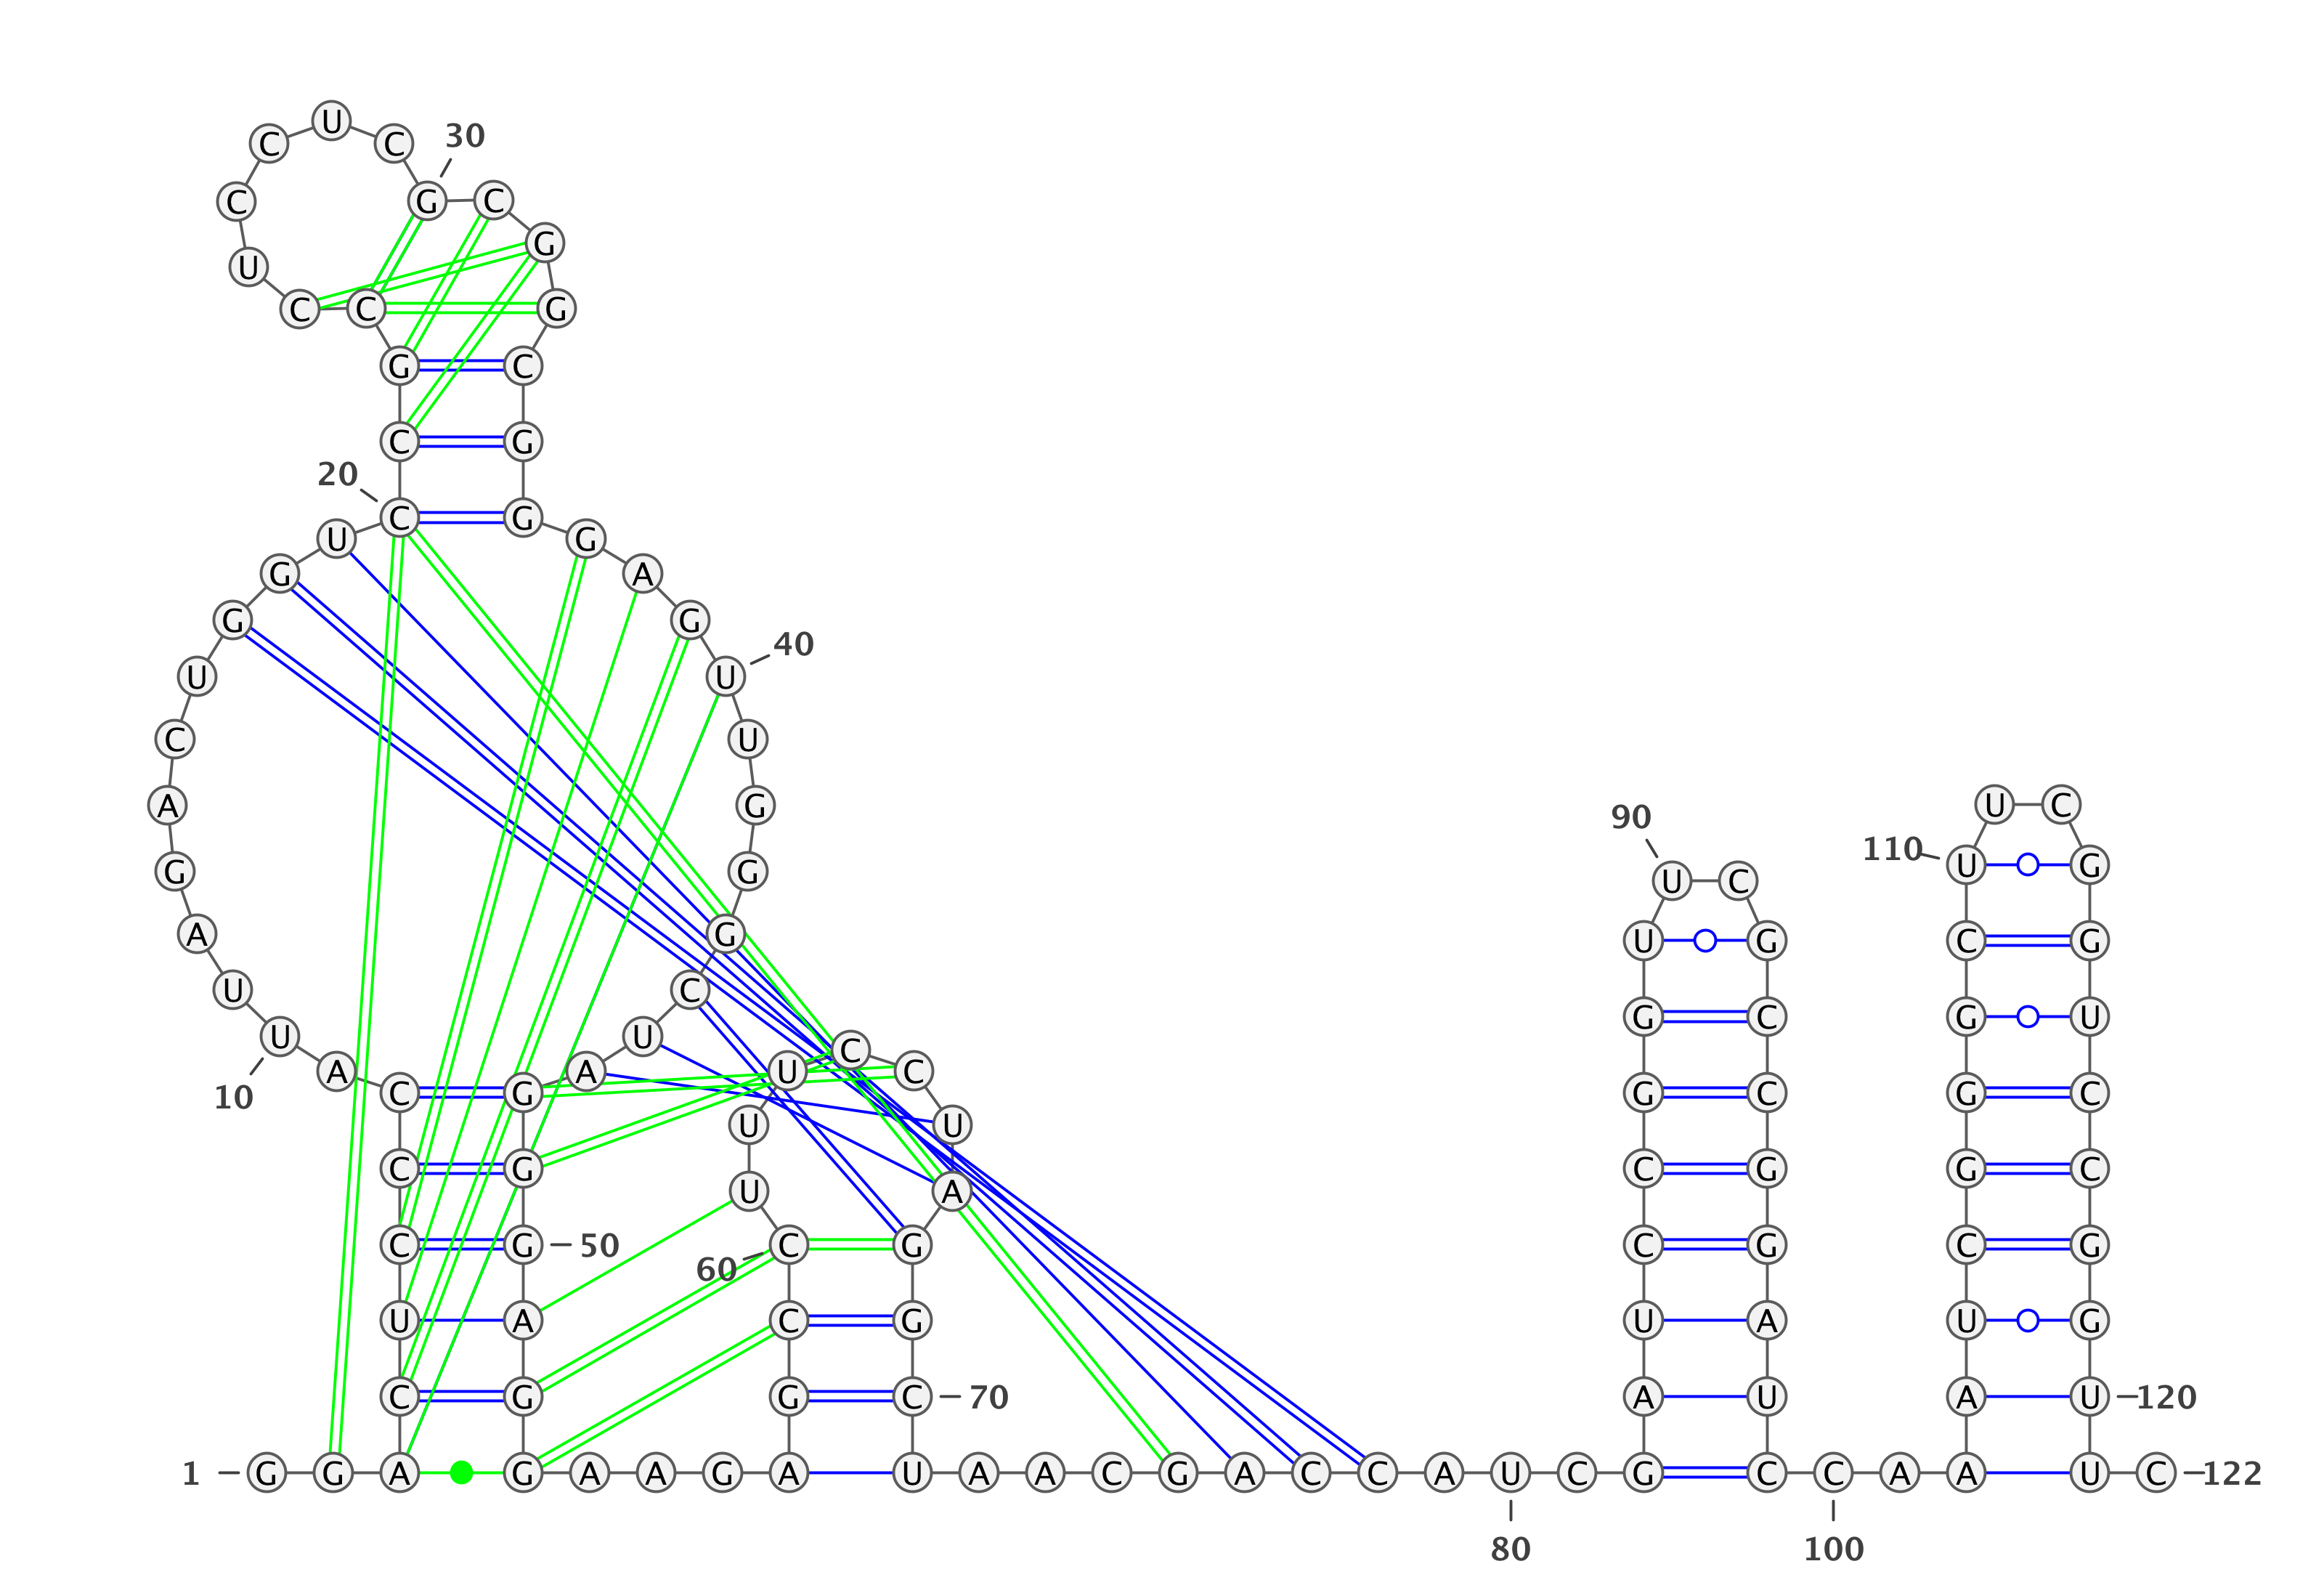 U
30
C C
C G C
G
U
C C G
G C
C G
20
C G
U G
G A
G G
40
U U
C U
A G U C
90
110 U G
G G
U C
A G
U G C G
U C
G C G U
U U
C
A A U C
C G G C G C
10
U U
C G C G G C
U A
C G 50 C G C G C G
60
U A C G U A U G
C G G C 70 A U A U 120
1 G G A G A A G A U A A C G A C C A U C G C C A A U C 122
80 100